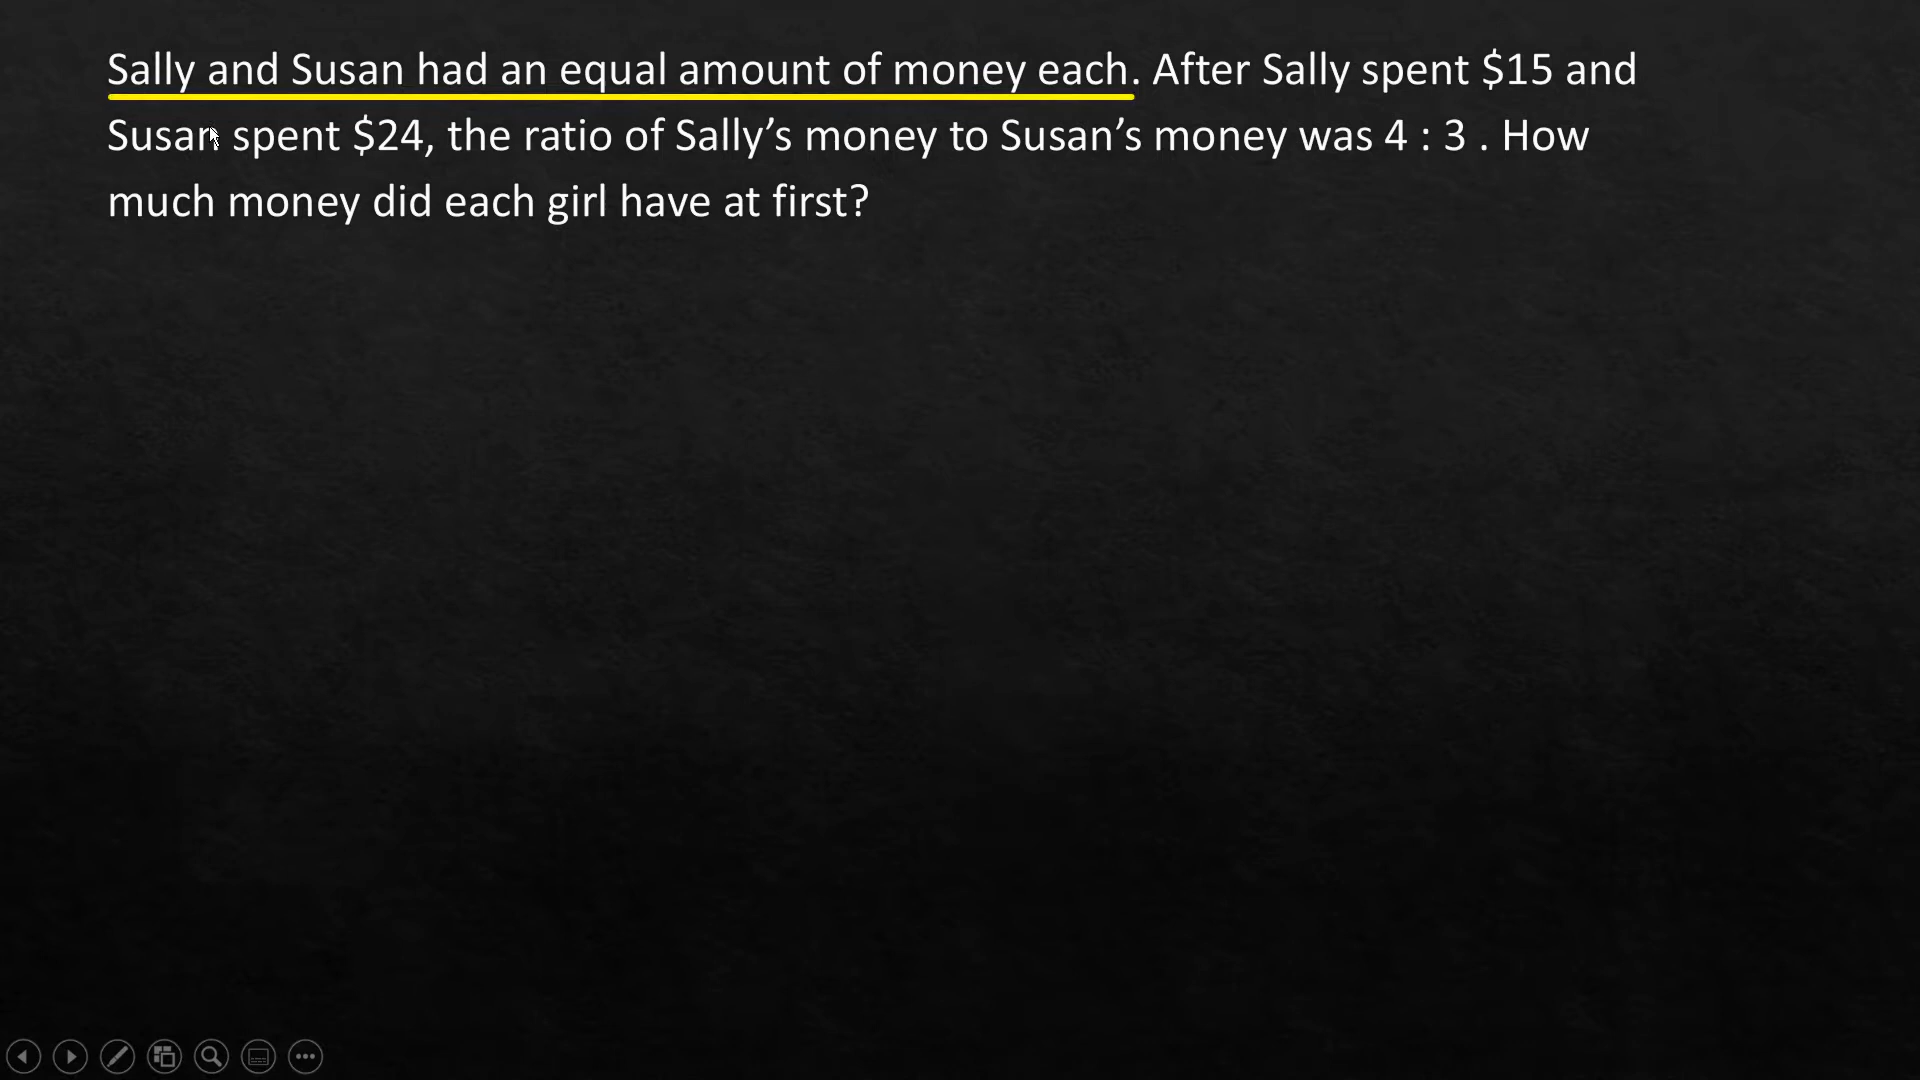 Sally and Susan had an equal amount of money each. After Sally spent $15 and
Susan spent $24, the ratio of Sally’s money to Susan’s money was 4 : 3 . How
much money did each girl have at first?